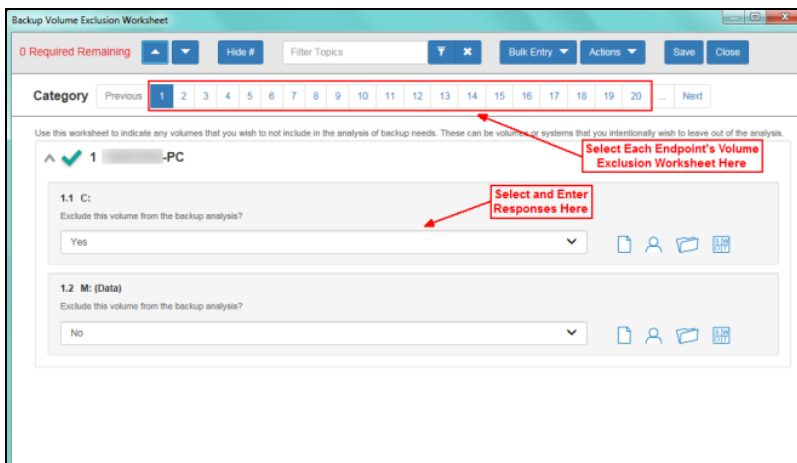 Backup Volume Exclusion Worksheet
0 Required Remaining Hide # Filter Topics Bulk Entry Actions Save Close
Category Previous 1 2 3 4 5 6 7 8 9 10 11 12 13 14 15 16 17 18 19 20 ... Next
Use this worksheet to indicate any volumes that you wish to not include in the analysis of backup needs. These can be volumes or systems that you intentionally wish to leave out of the analysis.
Select Each Endpoint's Volume
Exclusion Worksheet Here
1 -PC
Select and Enter
Responses Here
1.1 C:
Exclude this volume from the backup analysis?
Yes
1.2 M: (Data)
Exclude this volume from the backup analysis?
No